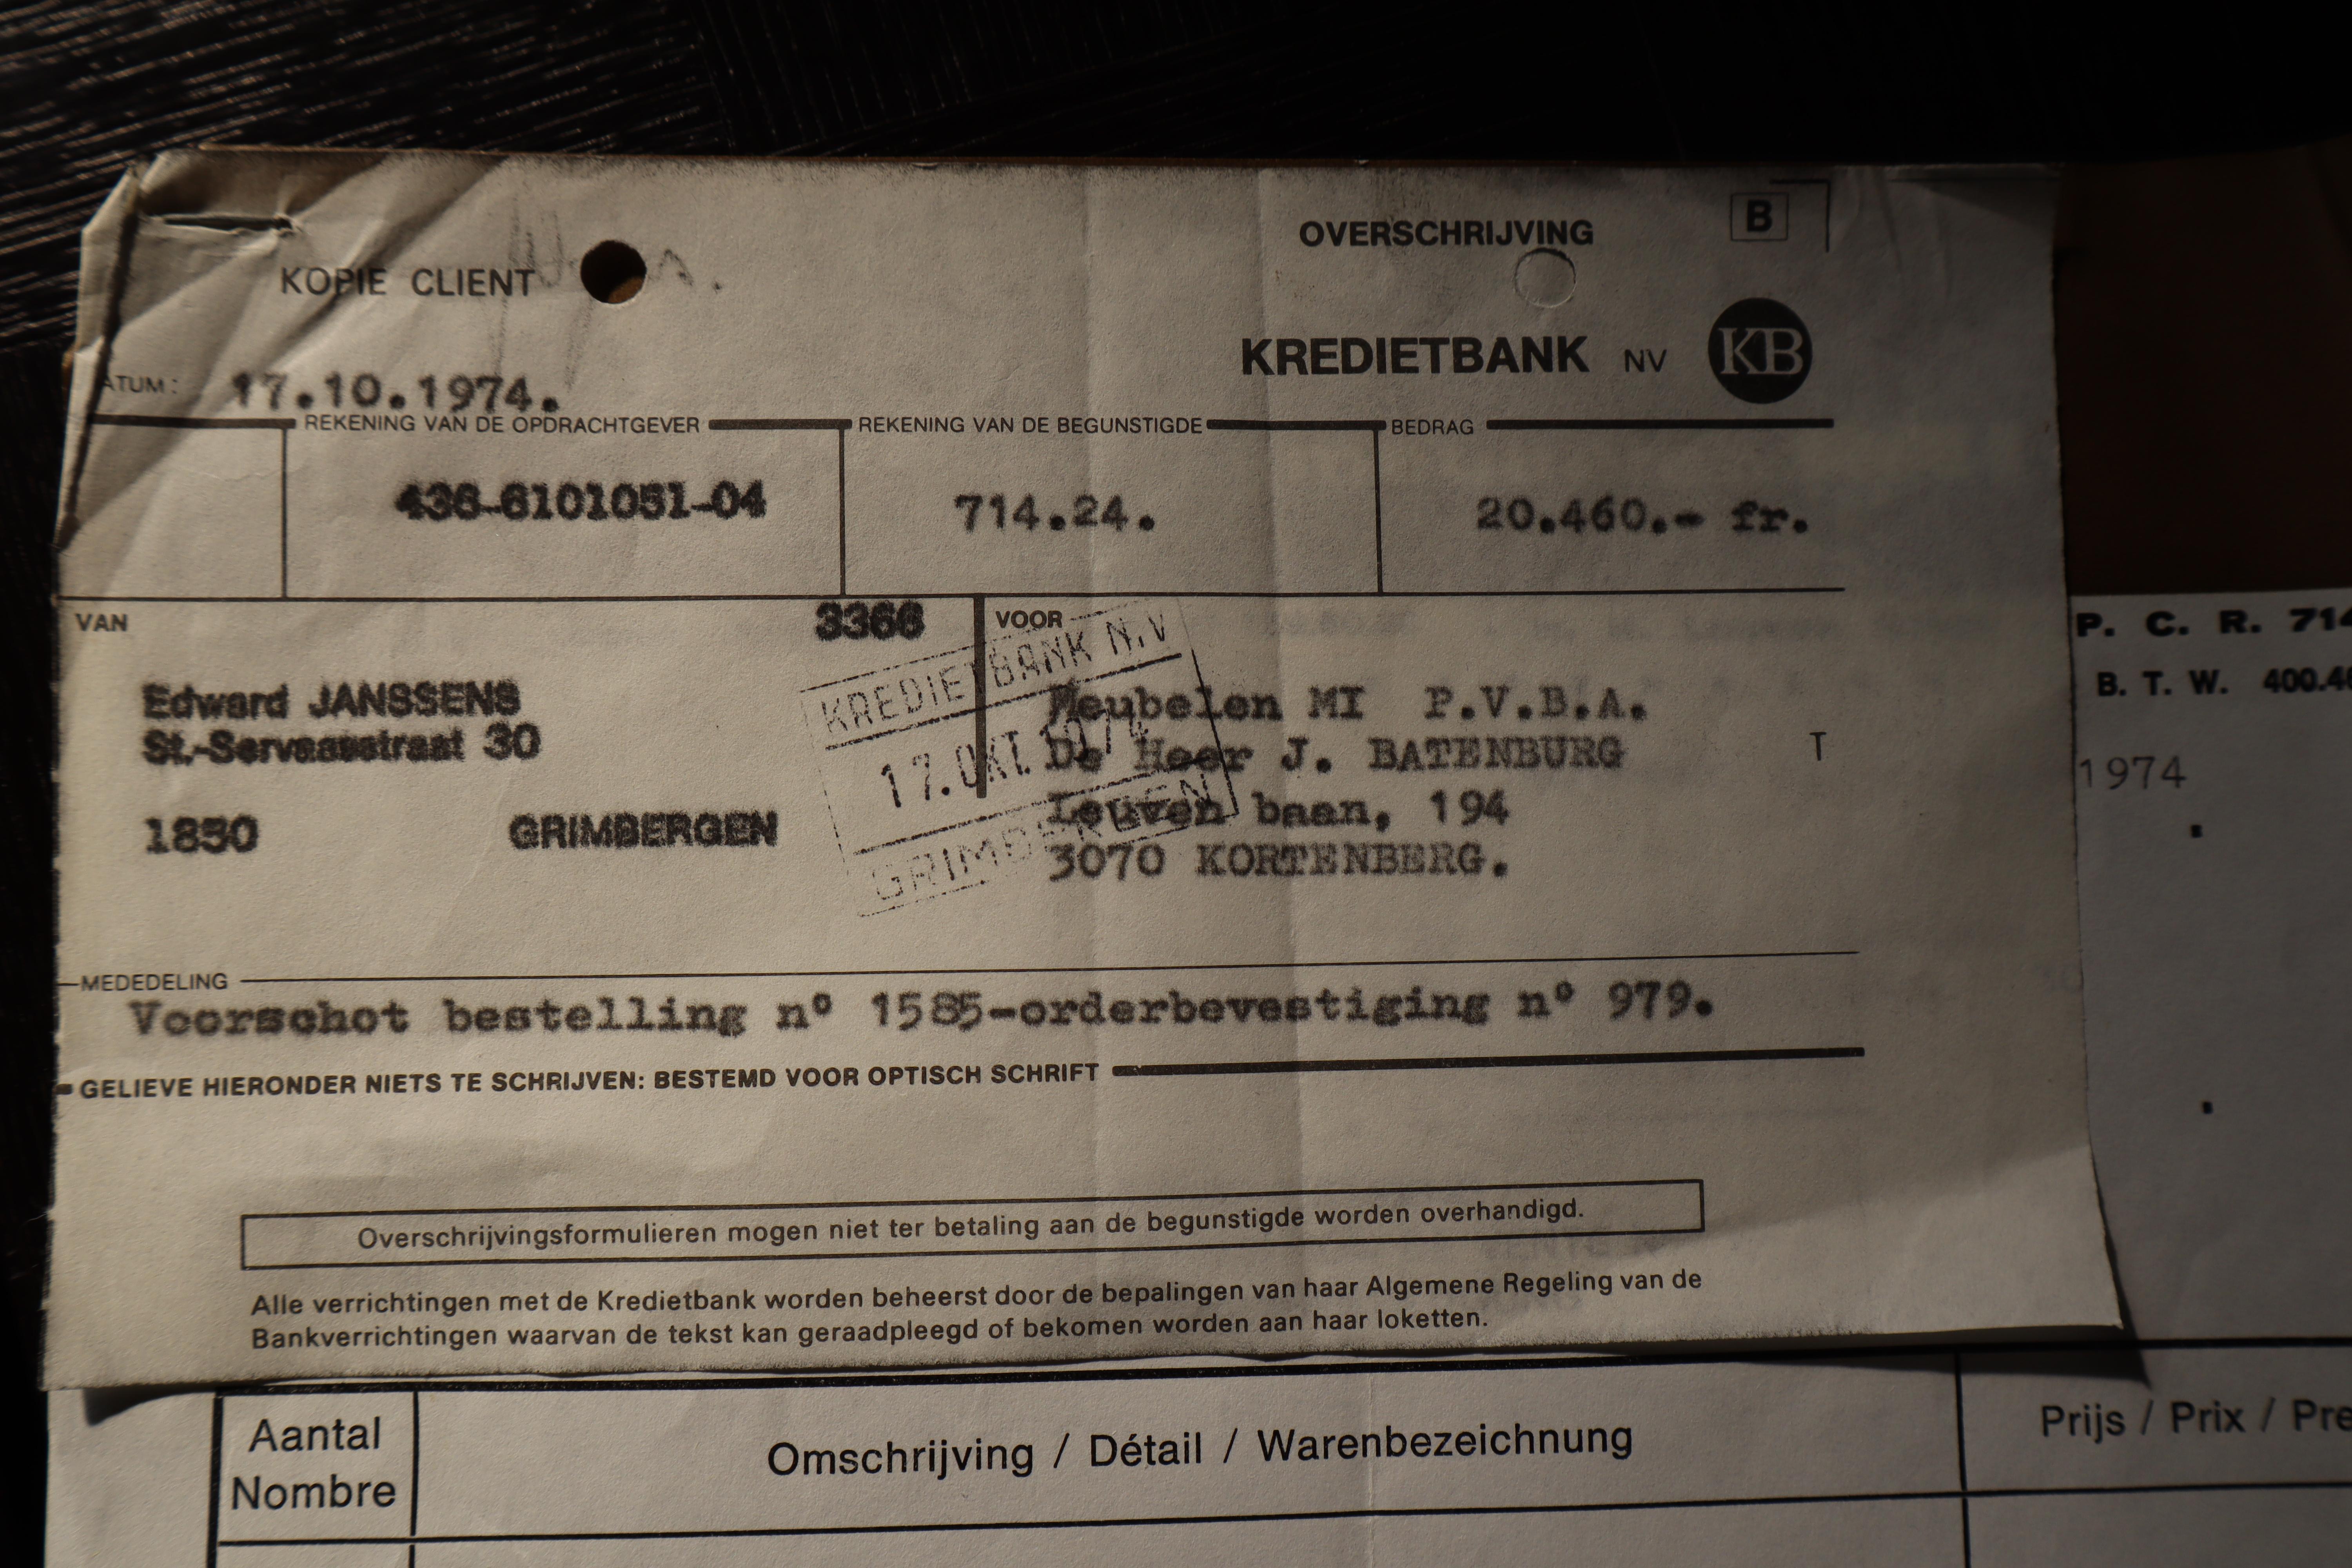 OVERSCHRIJVING
B
KOPIE CLIENT
KREDIETBANK NV KB
ATUM: 17.10.1974.
REKENING VAN DE OPDRACHTGEVER
REKENING VAN DE BEGUNSTIGDE
BEDRAG
436-6101051-04
714.24.
20.460.- fr.
VAN
3366
VOOR
KREDIETBANK N.V
17.OKT.1974
GRIMBERGEN
Edward JANSSENS
St.-Servaasstraat 30
1850 GRIMBERGEN
Meubelen MI P.V.B.A.
De Heer J. BATENBURG
T
Leuven baan, 194
3070 KORTENBERG.
MEDEDELING
Voorschot bestelling n° 1585-orderbevestiging n° 979.
GELIEVE HIERONDER NIETS TE SCHRIJVEN: BESTEMD VOOR OPTISCH SCHRIFT
Overschrijvingsformulieren mogen niet ter betaling aan de begunstigde worden overhandigd.
Alle verrichtingen met de Kredietbank worden beheerst door de bepalingen van haar Algemene Regeling van de
Bankverrichtingen waarvan de tekst kan geraadpleegd of bekomen worden aan haar loketten.
P. C. R. 714
B. T. W. 400.4
1974
Aantal
Nombre
Omschrijving / Détail / Warenbezeichnung
Prijs / Prix / Pre